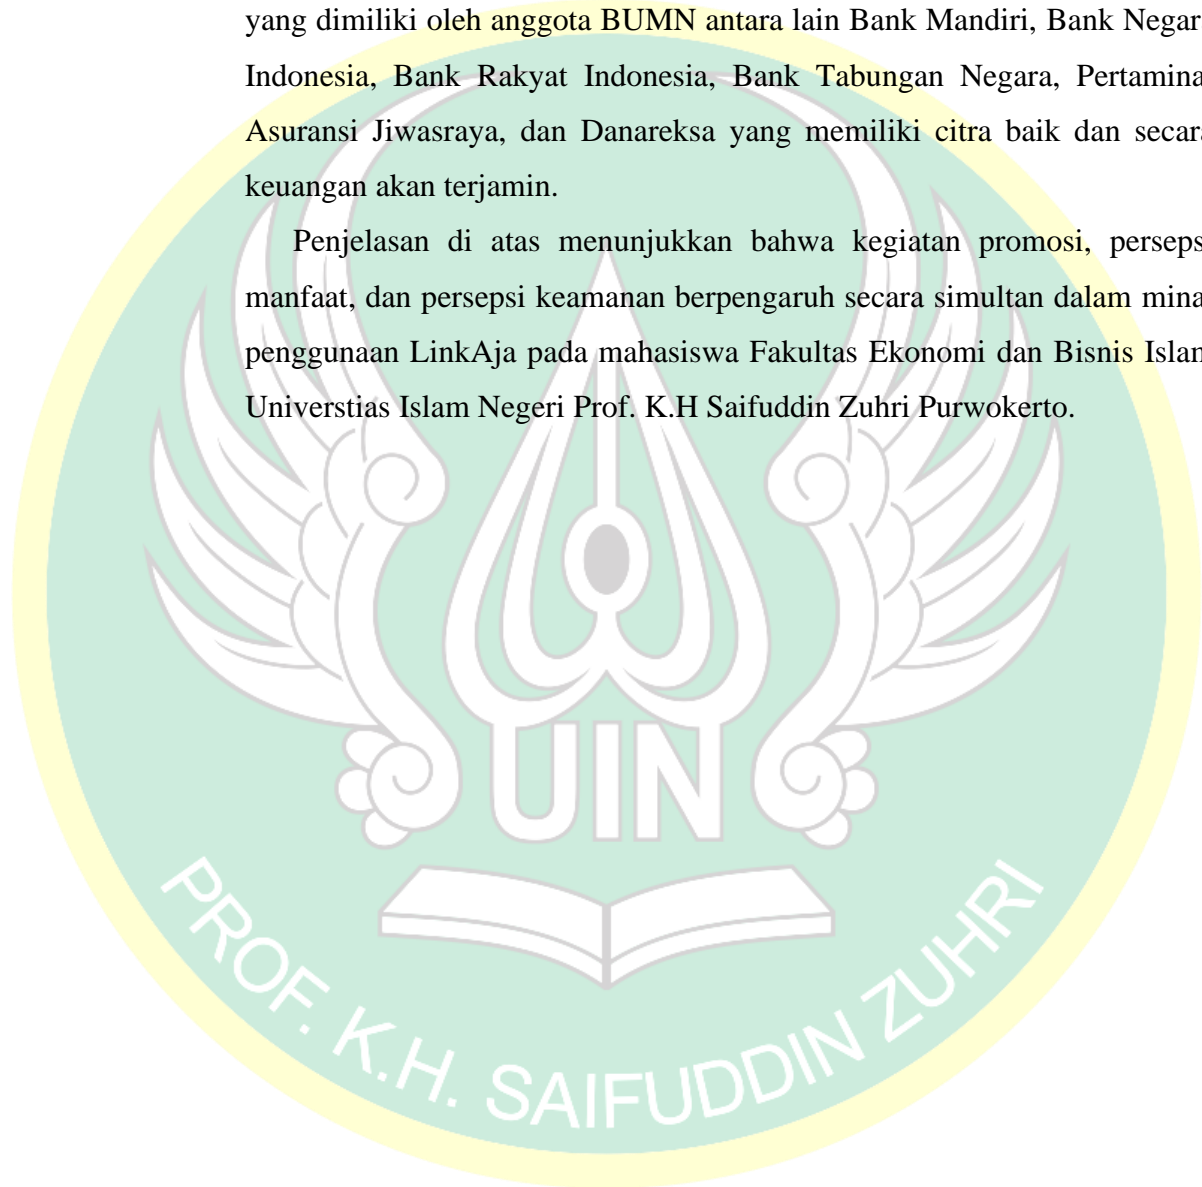 yang dimiliki oleh anggota BUMN antara lain Bank Mandiri, Bank Negar
Indonesia, Bank Rakyat Indonesia, Bank Tabungan Negara, Pertamina
Asuransi Jiwasraya, dan Danareksa yang memiliki citra baik dan secara
keuangan akan terjamin.
Penjelasan di atas menunjukkan bahwa kegiatan promosi, perseps
manfaat, dan persepsi keamanan berpengaruh secara simultan dalam mina
penggunaan LinkAja pada mahasiswa Fakultas Ekonomi dan Bisnis Islam
Universtias Islam Negeri Prof. K.H Saifuddin Zuhri Purwokerto.
UIN
PROF. K.H. SAIFUDDIN ZUHRI